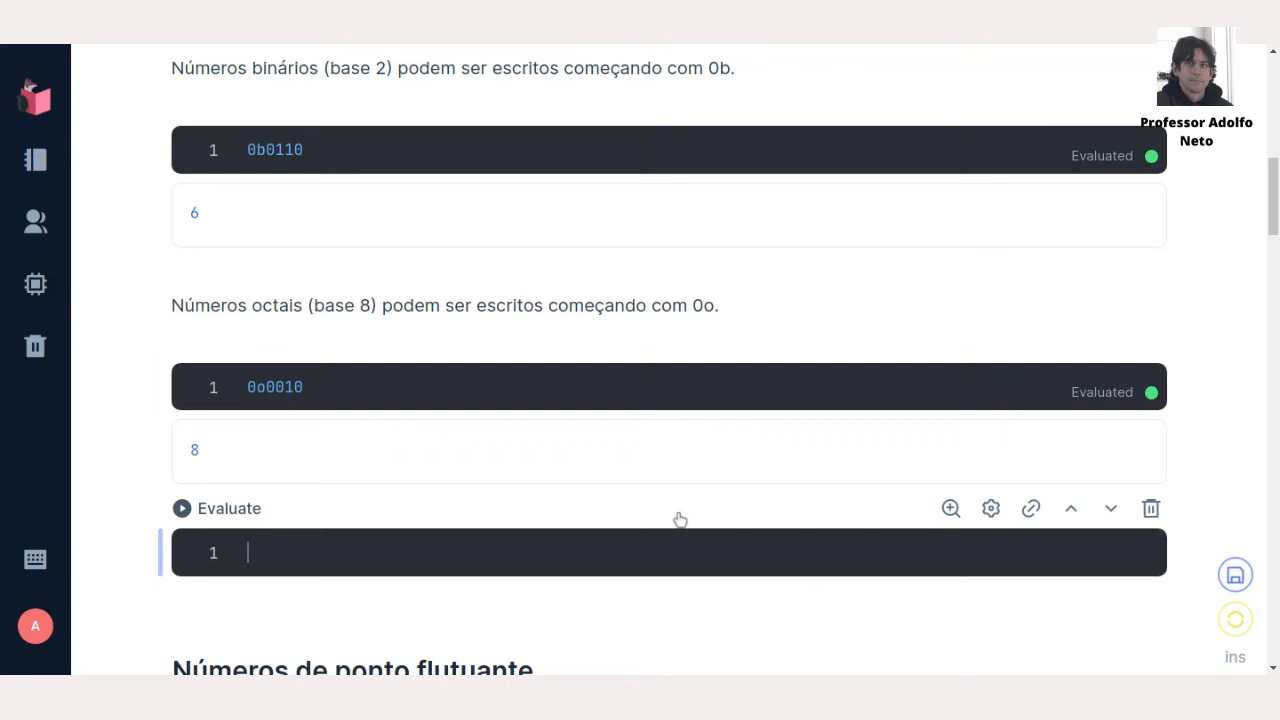 Números binários (base 2) podem ser escritos começando com 0b.
Professor Adolfo
Neto
1 0b0110
Evaluated
6
Números octais (base 8) podem ser escritos começando com 0o.
1 0o0010
Evaluated
8
Evaluate
1
A
Números de ponto flutuante
ins